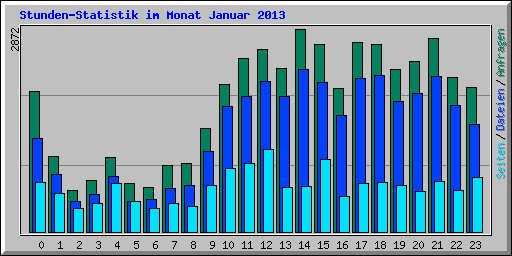 Stunden-Statistik im Monat Januar 2013
2872
Seiten / Dateien / Anfragen
0 1 2 3 4 5 6 7 8 9 10 11 12 13 14 15 16 17 18 19 20 21 22 23